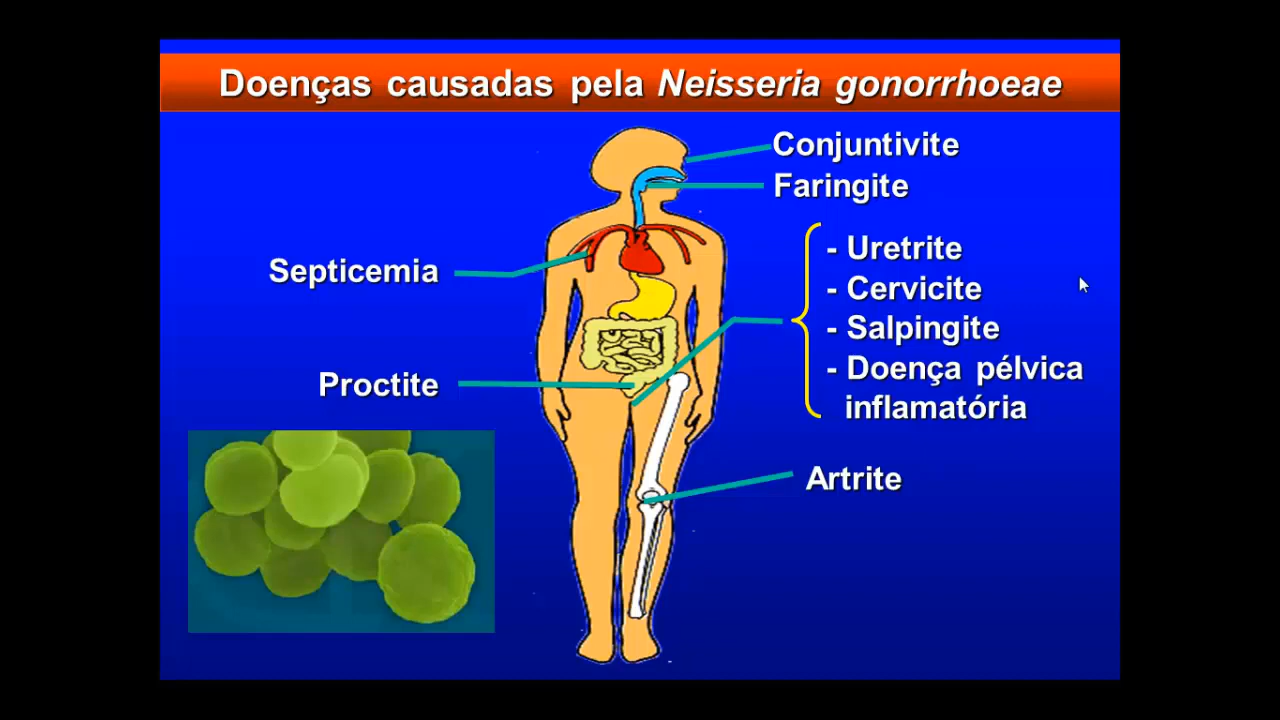 Doenças causadas pela Neisseria gonorrhoeae
Conjuntivite
Faringite
Septicemia
- Uretrite
- Cervicite
- Salpingite
- Doença pélvica
inflamatória
Proctite
Artrite